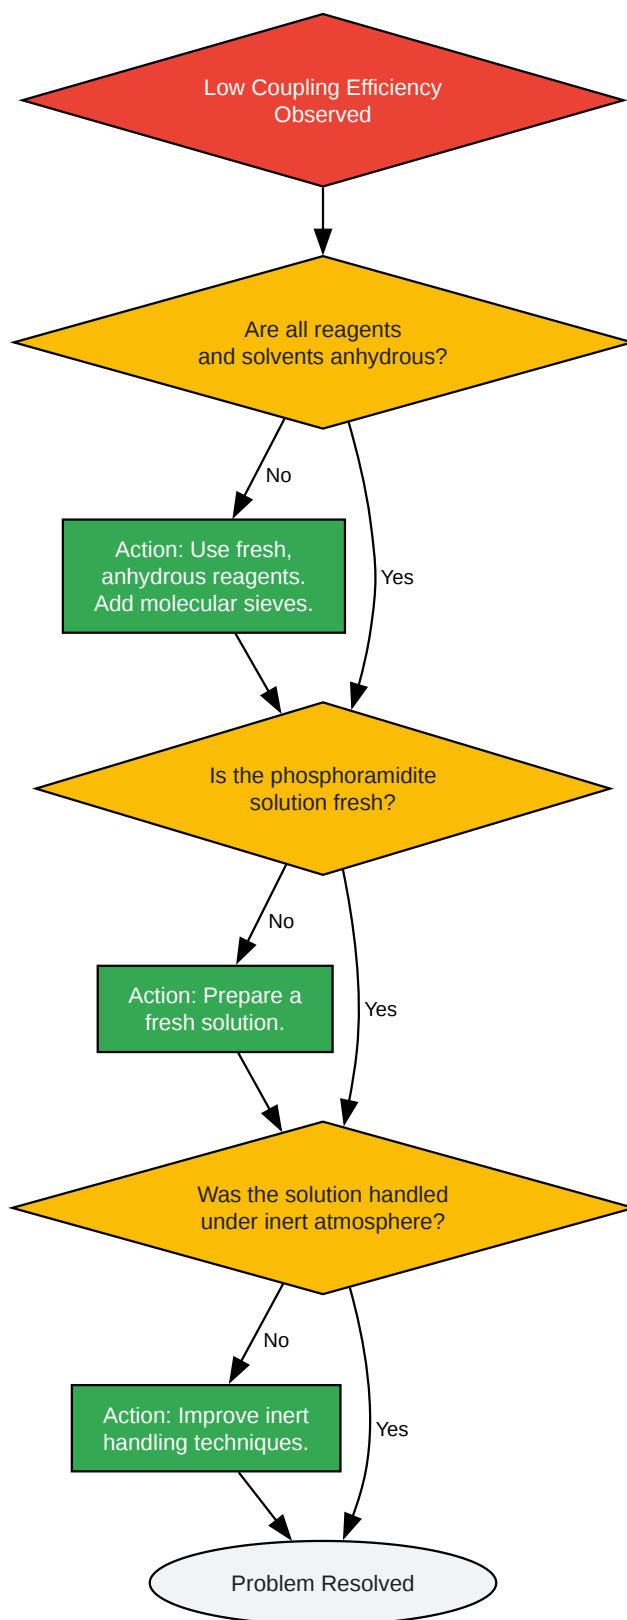 Low Coupling Efficiency
Observed
Are all reagents
and solvents anhydrous?
No
Action: Use fresh,
anhydrous reagents.
Add molecular sieves.
Yes
Is the phosphoramidite
solution fresh?
No
Action: Prepare a
fresh solution.
Yes
Was the solution handled
under inert atmosphere?
No
Action: Improve inert
handling techniques.
Yes
Problem Resolved